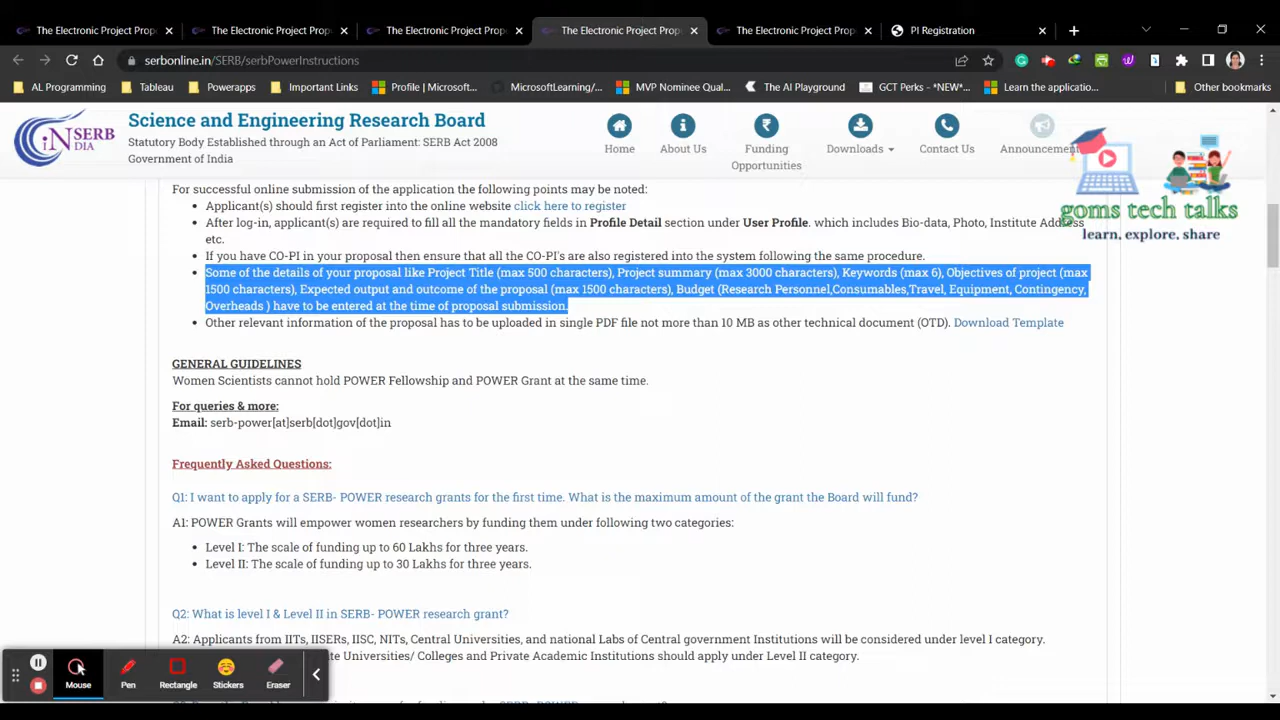 The Electronic Project Prop
The Electronic Project Prop
The Electronic Project Prop
The Electronic Project Prop
The Electronic Project Prop
PI Registration
serbonline.in/SERB/serbPowerInstructions
AL Programming
Tableau
Powerapps
Important Links
Profile | Microsoft...
MicrosoftLearning/...
MVP Nominee Qual...
The AI Playground
GCT Perks - *NEW*...
Learn the applicatio...
Other bookmarks
SERB
INDIA
Science and Engineering Research Board
Statutory Body Established through an Act of Parliament: SERB Act 2008
Government of India
Home
About Us
Funding
Opportunities
Downloads
Contact Us
Announcement
goms tech talks
learn, explore, share
For successful online submission of the application the following points may be noted:
• Applicant(s) should first register into the online website click here to register
• After log-in, applicant(s) are required to fill all the mandatory fields in Profile Detail section under User Profile. which includes Bio-data, Photo, Institute Address
etc.
• If you have CO-PI in your proposal then ensure that all the CO-PI's are also registered into the system following the same procedure.
• Some of the details of your proposal like Project Title (max 500 characters), Project summary (max 3000 characters), Keywords (max 6), Objectives of project (max
1500 characters), Expected output and outcome of the proposal (max 1500 characters), Budget (Research Personnel,Consumables,Travel, Equipment, Contingency,
Overheads ) have to be entered at the time of proposal submission.
• Other relevant information of the proposal has to be uploaded in single PDF file not more than 10 MB as other technical document (OTD). Download Template
GENERAL GUIDELINES
Women Scientists cannot hold POWER Fellowship and POWER Grant at the same time.
For queries & more:
Email: serb-power[at]serb[dot]gov[dot]in
Frequently Asked Questions:
Q1: I want to apply for a SERB- POWER research grants for the first time. What is the maximum amount of the grant the Board will fund?
A1: POWER Grants will empower women researchers by funding them under following two categories:
• Level I: The scale of funding up to 60 Lakhs for three years.
• Level II: The scale of funding up to 30 Lakhs for three years.
Q2: What is level I & Level II in SERB- POWER research grant?
A2: Applicants from IITs, IISERs, IISC, NITs, Central Universities, and national Labs of Central government Institutions will be considered under level I category.
Universities/ Colleges and Private Academic Institutions should apply under Level II category.
Mouse
Pen
Rectangle
Stickers
Eraser